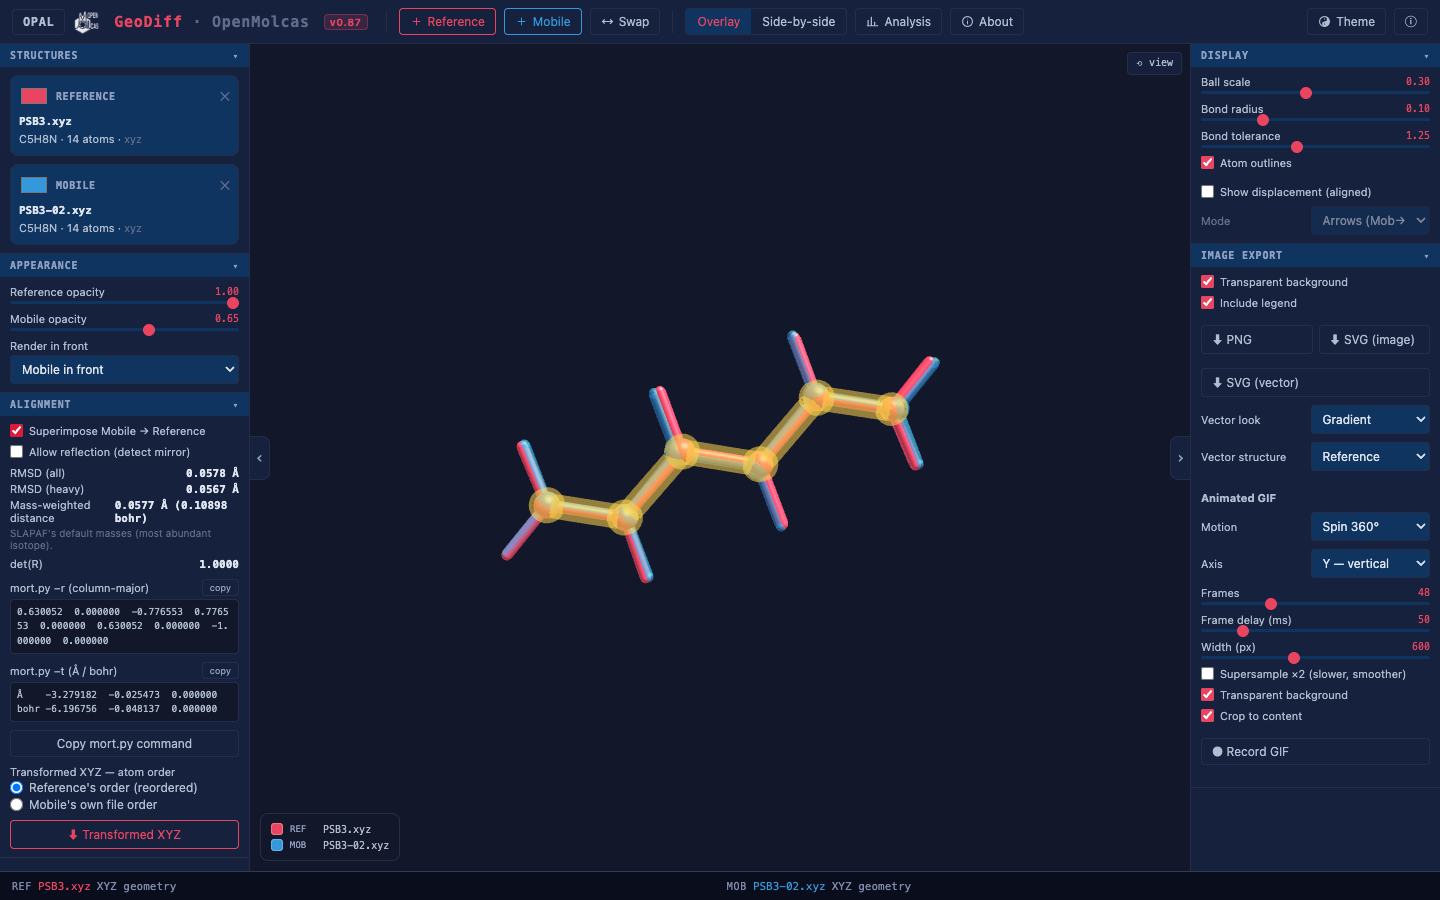 OPAL OPEN MOLCAS GeoDiff · OpenMolcas v0.87 + Reference + Mobile ↔ Swap Overlay Side-by-side Analysis About Theme
STRUCTURES
REFERENCE
PSB3.xyz
C5H8N · 14 atoms · xyz
MOBILE
PSB3-02.xyz
C5H8N · 14 atoms · xyz
APPEARANCE
Reference opacity 1.00
Mobile opacity 0.65
Render in front
Mobile in front
ALIGNMENT
Superimpose Mobile → Reference
Allow reflection (detect mirror)
RMSD (all) 0.0578 Å
RMSD (heavy) 0.0567 Å
Mass-weighted distance 0.0577 Å (0.10898 bohr)
SLAPAF's default masses (most abundant
isotope).
det(R) 1.0000
mort.py -r (column-major) copy
0.630052 0.000000 -0.776553 0.7765
53 0.000000 0.630052 0.000000 -1.
000000 0.000000
mort.py -t (Å / bohr) copy
Å -3.279182 -0.025473 0.000000
bohr -6.196756 -0.048137 0.000000
Copy mort.py command
Transformed XYZ — atom order
Reference's order (reordered)
Mobile's own file order
⬇ Transformed XYZ
⟲ view
REF PSB3.xyz
MOB PSB3-02.xyz
DISPLAY
Ball scale 0.30
Bond radius 0.10
Bond tolerance 1.25
Atom outlines
Show displacement (aligned)
Mode Arrows (Mob→
IMAGE EXPORT
Transparent background
Include legend
⬇ PNG ⬇ SVG (image)
⬇ SVG (vector)
Vector look Gradient
Vector structure Reference
Animated GIF
Motion Spin 360°
Axis Y — vertical
Frames 48
Frame delay (ms) 50
Width (px) 600
Supersample ×2 (slower, smoother)
Transparent background
Crop to content
● Record GIF
REF PSB3.xyz XYZ geometry MOB PSB3-02.xyz XYZ geometry